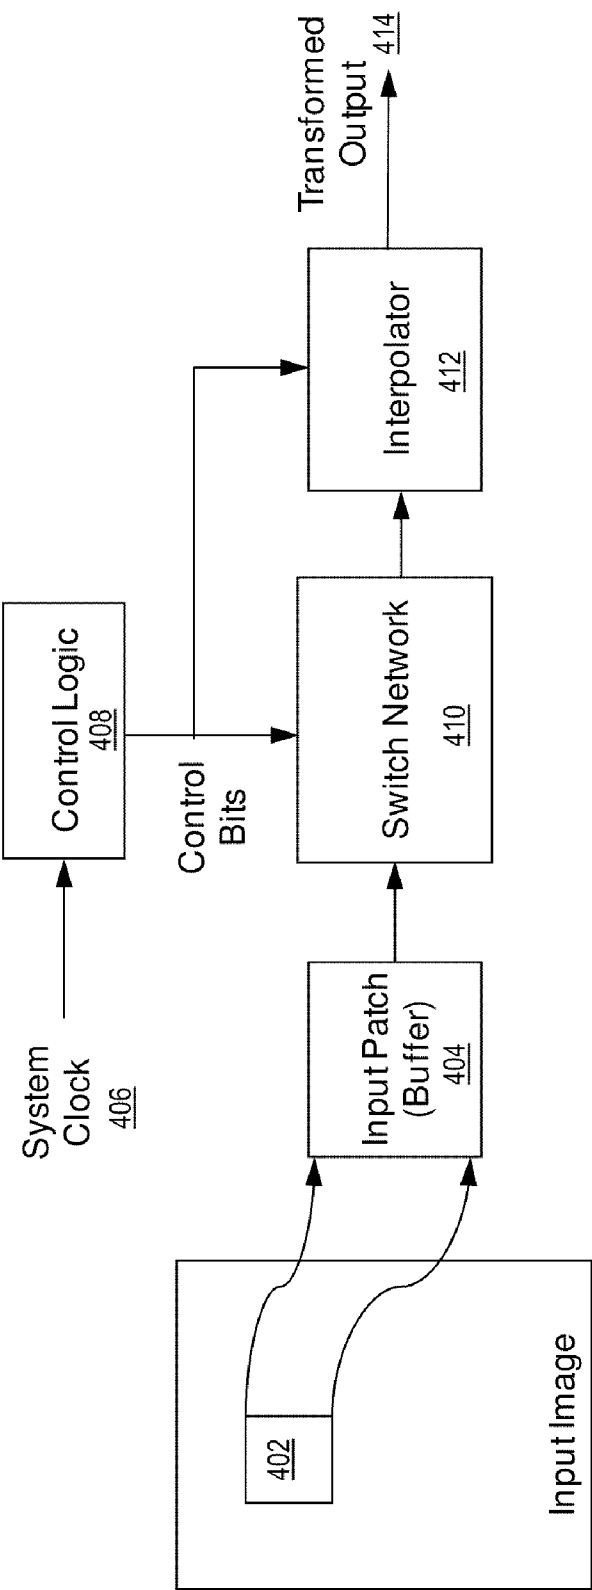 System
Clock
406
Control Logic
408
Control
Bits
402
Input Image
Input Patch
(Buffer)
404
Switch Network
410
Interpolator
412
Transformed
Output
414